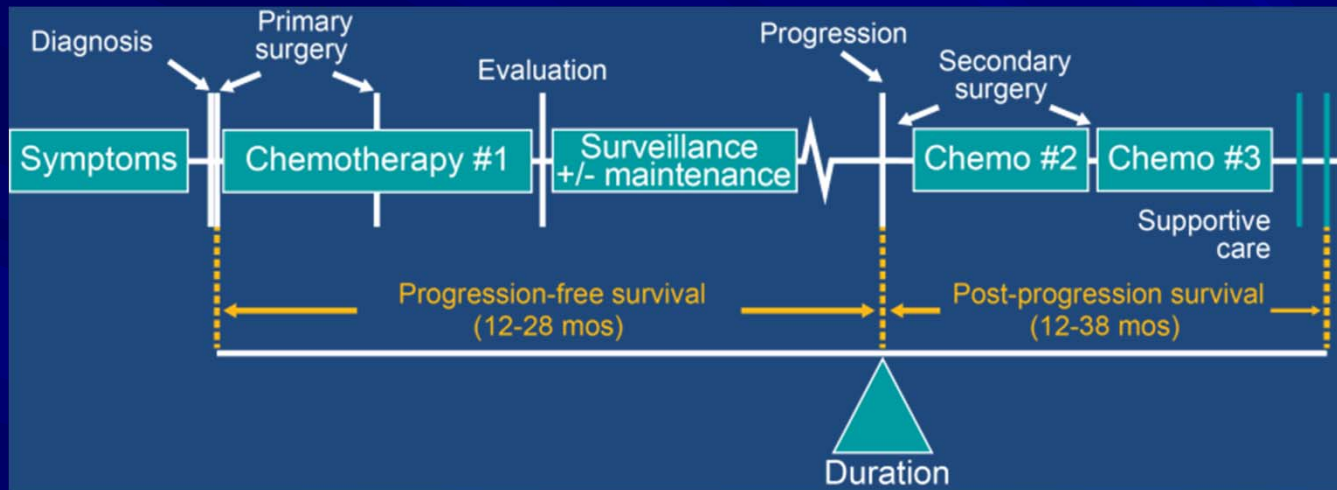 Diagnosis
Primary
surgery
Evaluation
Progression
Secondary
surgery
Symptoms
Chemotherapy #1
Surveillance
+/- maintenance
Chemo #2
Chemo #3
Supportive
care
Progression-free survival
(12-28 mos)
Post-progression survival
(12-38 mos)
Duration